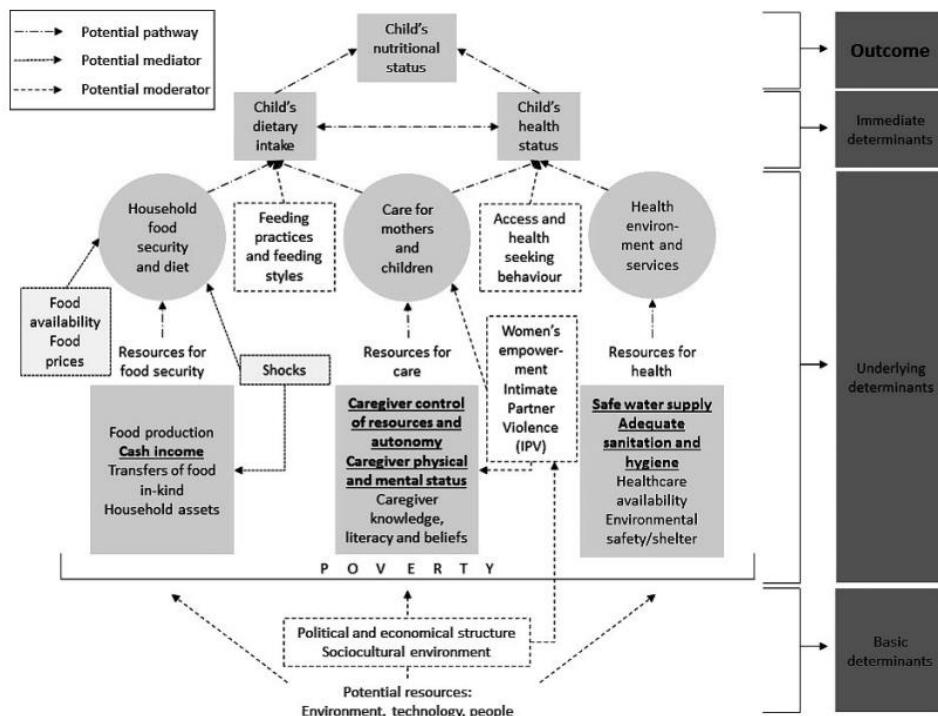 Potential pathway
Potential mediator
Potential moderator
Child's
nutritional
status
Outcome
Child's
dietary
intake
Child's
health
status
Immediate
determinants
Household
food
security
and diet
Feeding
practices
and feeding
styles
Care for
mothers
and
children
Access and
health
seeking
behaviour
Health
environ-
ment and
services
Food
availability
Food
prices
Resources for
food security
Shocks
Resources for
care
Women's
empower-
ment
Intimate
Partner
Violence
(IPV)
Resources for
health
Underlying
determinants
Food production
Cash income
Transfers of food
in-kind
Household assets
Caregiver control
of resources and
autonomy
Caregiver physical
and mental status
Caregiver
knowledge,
literacy and beliefs
Safe water supply
Adequate
sanitation and
hygiene
Healthcare
availability
Environmental
safety/shelter
P O V E R T Y
Political and economical structure
Sociocultural environment
Basic
determinants
Potential resources:
Environment, technology, people